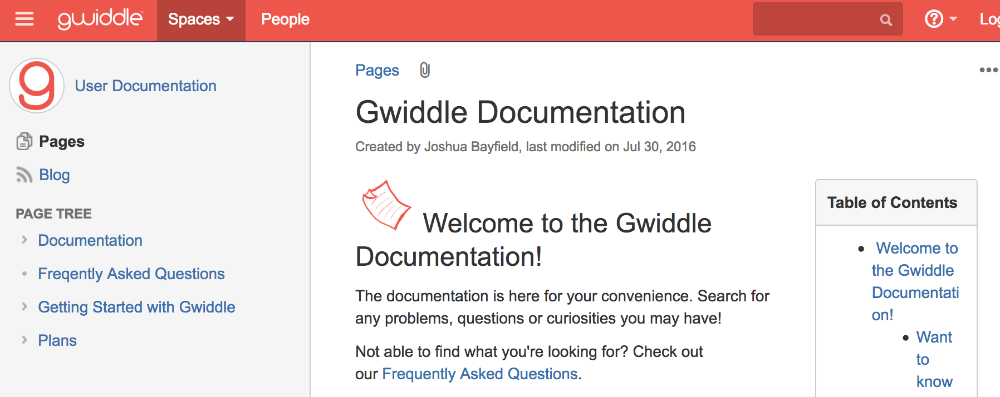 gwiddle™
Spaces
People
?
Log
User Documentation
Pages
Blog
PAGE TREE
Documentation
Freqently Asked Questions
Getting Started with Gwiddle
Plans
Pages
Gwiddle Documentation
Created by Joshua Bayfield, last modified on Jul 30, 2016
Welcome to the Gwiddle
Documentation!
The documentation is here for your convenience. Search for
any problems, questions or curiosities you may have!
Not able to find what you're looking for? Check out
our Frequently Asked Questions.
Table of Contents
Welcome to
the Gwiddle
Documentati
on!
Want
to
know